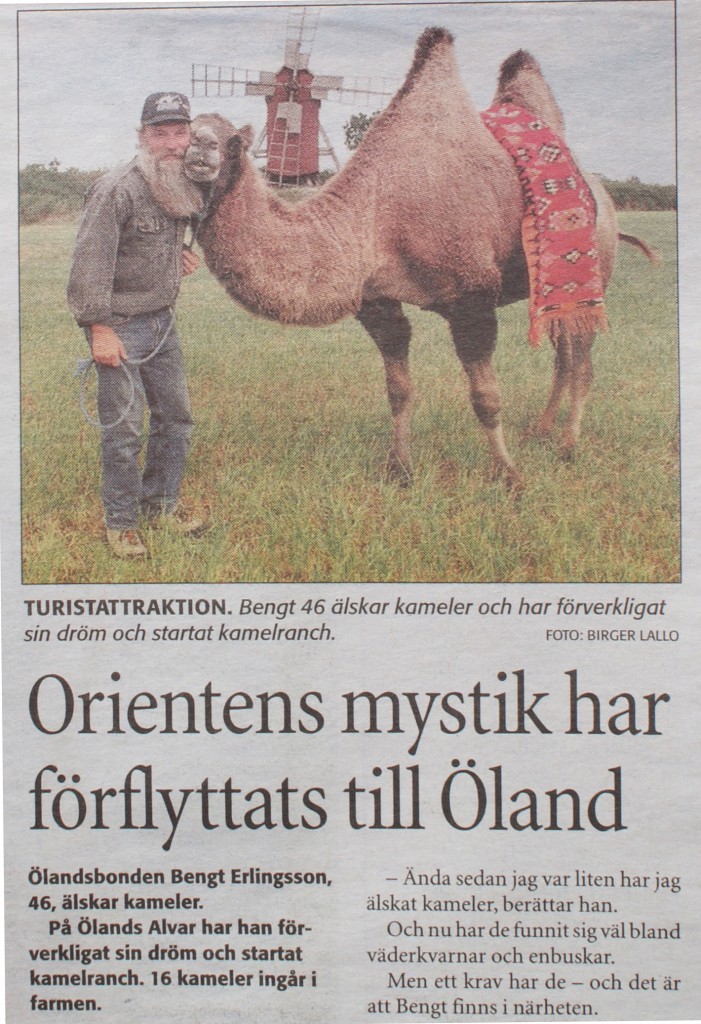 TURISTATTRAKTION. Bengt 46 älskar kameler och har förverkligat
sin dröm och startat kamelranch.
FOTO: BIRGER LALLO
Orientens mystik har
förflyttats till Öland
Ölandsbonden Bengt Erlingsson,
46, älskar kameler.
På Ölands Alvar har han för-
verkligat sin dröm och startat
kamelranch. 16 kameler ingår i
farmen.
– Ända sedan jag var liten har jag
älskat kameler, berättar han.
Och nu har de funnit sig väl bland
väderkvarnar och enbuskar.
Men ett krav har de – och det är
att Bengt finns i närheten.